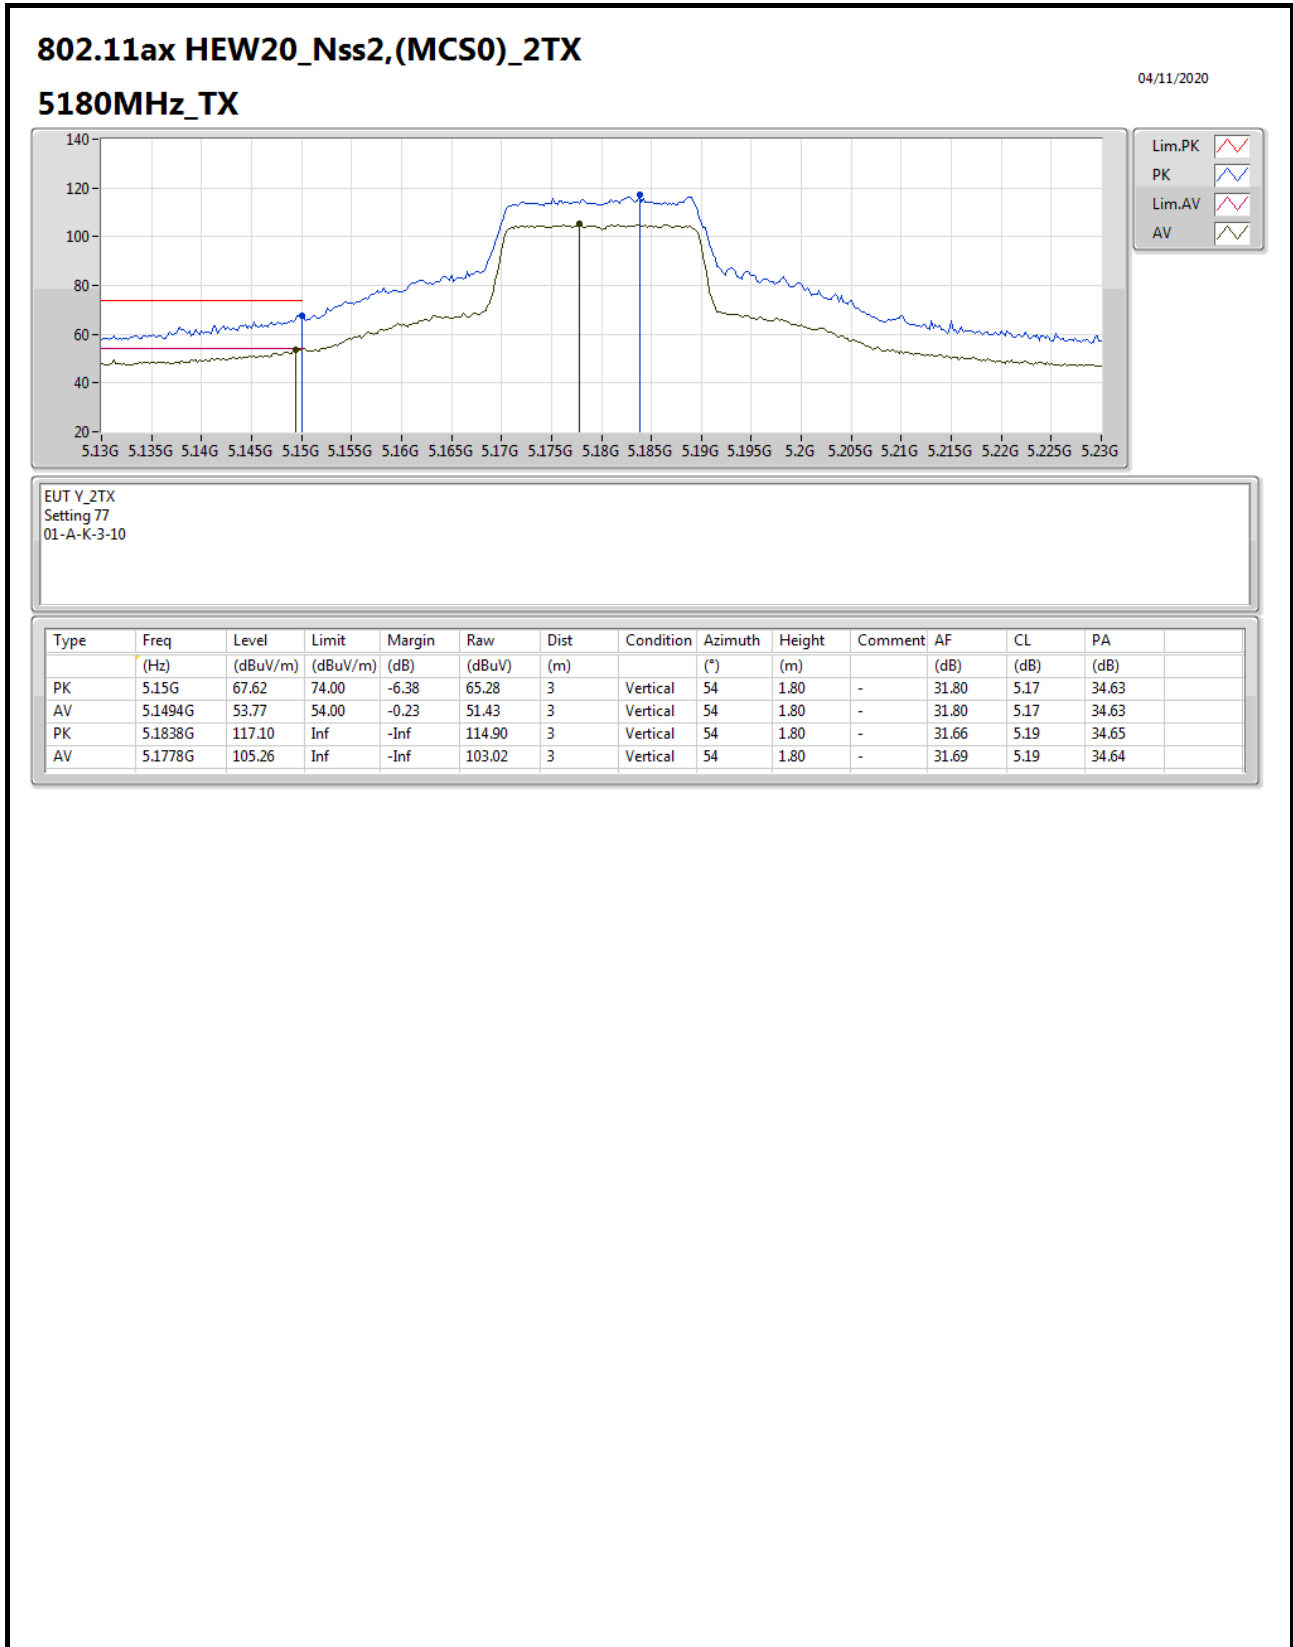 802.11ax HEW20_Nss2,(MCS0)_2TX
04/11/2020
5180MHz_TX
140
120
100
80
60
40
20
5.13G 5.135G 5.14G 5.145G 5.15G 5.155G 5.16G 5.165G 5.17G 5.175G 5.18G 5.185G 5.19G 5.195G 5.2G 5.205G 5.21G 5.215G 5.22G 5.225G 5.23G
Lim.PK
PK
Lim.AV
AV
EUT Y_2TX
Setting 77
01-A-K-3-10
Type Freq Level Limit Margin Raw Dist Condition Azimuth Height Comment AF CL PA
(Hz) (dBuV/m) (dBuV/m) (dB) (dBuV) (m) (°) (m) (dB) (dB) (dB)
PK 5.15G 67.62 74.00 -6.38 65.28 3 Vertical 54 1.80 - 31.80 5.17 34.63
AV 5.1494G 53.77 54.00 -0.23 51.43 3 Vertical 54 1.80 - 31.80 5.17 34.63
PK 5.1838G 117.10 Inf -Inf 114.90 3 Vertical 54 1.80 - 31.66 5.19 34.65
AV 5.1778G 105.26 Inf -Inf 103.02 3 Vertical 54 1.80 - 31.69 5.19 34.64